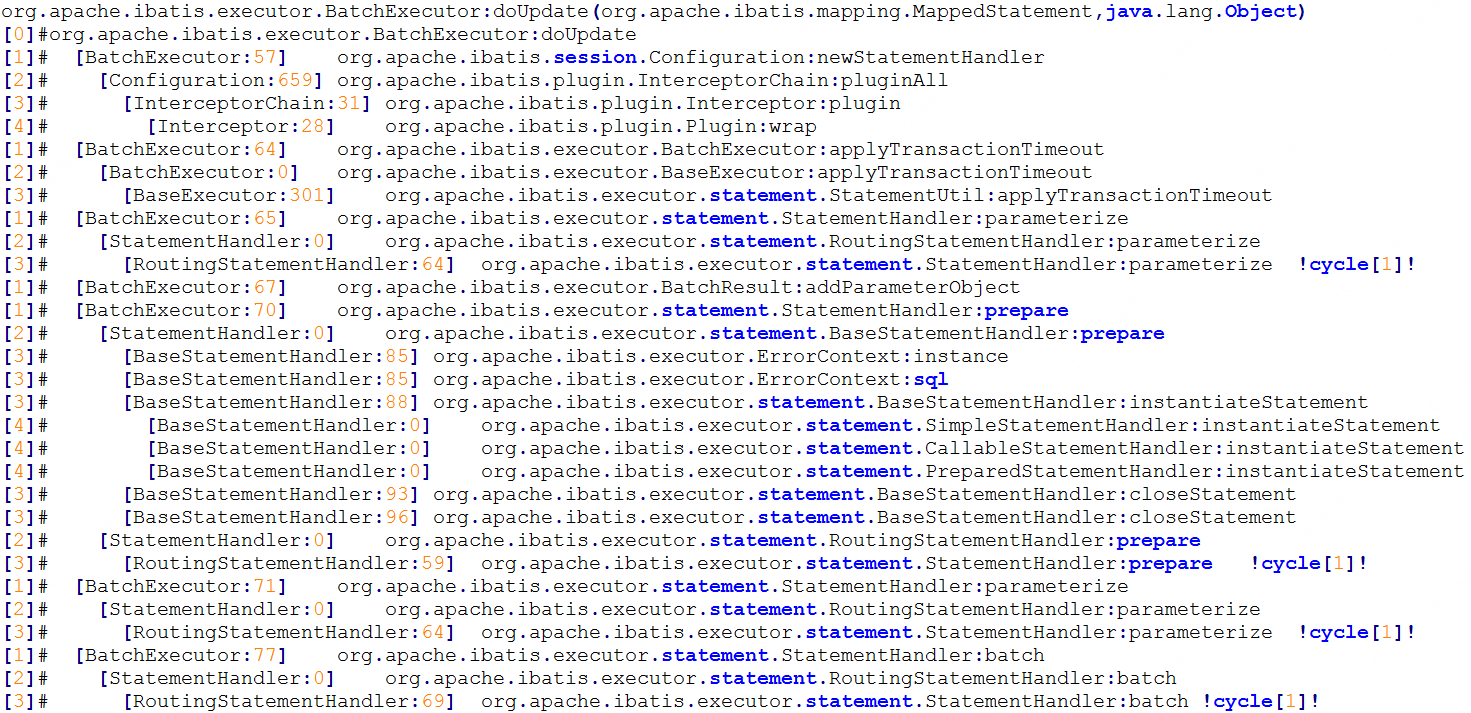 org.apache.ibatis.executor.BatchExecutor:doUpdate(org.apache.ibatis.mapping.MappedStatement,java.lang.Object)
[0]#org.apache.ibatis.executor.BatchExecutor:doUpdate
[1]#  [BatchExecutor:57]    org.apache.ibatis.session.Configuration:newStatementHandler
[2]#    [Configuration:659] org.apache.ibatis.plugin.InterceptorChain:pluginAll
[3]#      [InterceptorChain:31] org.apache.ibatis.plugin.Interceptor:plugin
[4]#        [Interceptor:28]    org.apache.ibatis.plugin.Plugin:wrap
[1]#  [BatchExecutor:64]    org.apache.ibatis.executor.BatchExecutor:applyTransactionTimeout
[2]#    [BatchExecutor:0]   org.apache.ibatis.executor.BaseExecutor:applyTransactionTimeout
[3]#      [BaseExecutor:301]    org.apache.ibatis.executor.statement.StatementUtil:applyTransactionTimeout
[1]#  [BatchExecutor:65]    org.apache.ibatis.executor.statement.StatementHandler:parameterize
[2]#    [StatementHandler:0]    org.apache.ibatis.executor.statement.RoutingStatementHandler:parameterize
[3]#      [RoutingStatementHandler:64]  org.apache.ibatis.executor.statement.StatementHandler:parameterize  !cycle[1]!
[1]#  [BatchExecutor:67]    org.apache.ibatis.executor.BatchResult:addParameterObject
[1]#  [BatchExecutor:70]    org.apache.ibatis.executor.statement.StatementHandler:prepare
[2]#    [StatementHandler:0]    org.apache.ibatis.executor.statement.BaseStatementHandler:prepare
[3]#      [BaseStatementHandler:85] org.apache.ibatis.executor.ErrorContext:instance
[3]#      [BaseStatementHandler:85] org.apache.ibatis.executor.ErrorContext:sql
[3]#      [BaseStatementHandler:88] org.apache.ibatis.executor.statement.BaseStatementHandler:instantiateStatement
[4]#        [BaseStatementHandler:0]    org.apache.ibatis.executor.statement.SimpleStatementHandler:instantiateStatement
[4]#        [BaseStatementHandler:0]    org.apache.ibatis.executor.statement.CallableStatementHandler:instantiateStatement
[4]#        [BaseStatementHandler:0]    org.apache.ibatis.executor.statement.PreparedStatementHandler:instantiateStatement
[3]#      [BaseStatementHandler:93] org.apache.ibatis.executor.statement.BaseStatementHandler:closeStatement
[3]#      [BaseStatementHandler:96] org.apache.ibatis.executor.statement.BaseStatementHandler:closeStatement
[2]#    [StatementHandler:0]    org.apache.ibatis.executor.statement.RoutingStatementHandler:prepare
[3]#      [RoutingStatementHandler:59]  org.apache.ibatis.executor.statement.StatementHandler:prepare   !cycle[1]!
[1]#  [BatchExecutor:71]    org.apache.ibatis.executor.statement.StatementHandler:parameterize
[2]#    [StatementHandler:0]    org.apache.ibatis.executor.statement.RoutingStatementHandler:parameterize
[3]#      [RoutingStatementHandler:64]  org.apache.ibatis.executor.statement.StatementHandler:parameterize  !cycle[1]!
[1]#  [BatchExecutor:77]    org.apache.ibatis.executor.statement.StatementHandler:batch
[2]#    [StatementHandler:0]    org.apache.ibatis.executor.statement.RoutingStatementHandler:batch
[3]#      [RoutingStatementHandler:69]  org.apache.ibatis.executor.statement.StatementHandler:batch !cycle[1]!